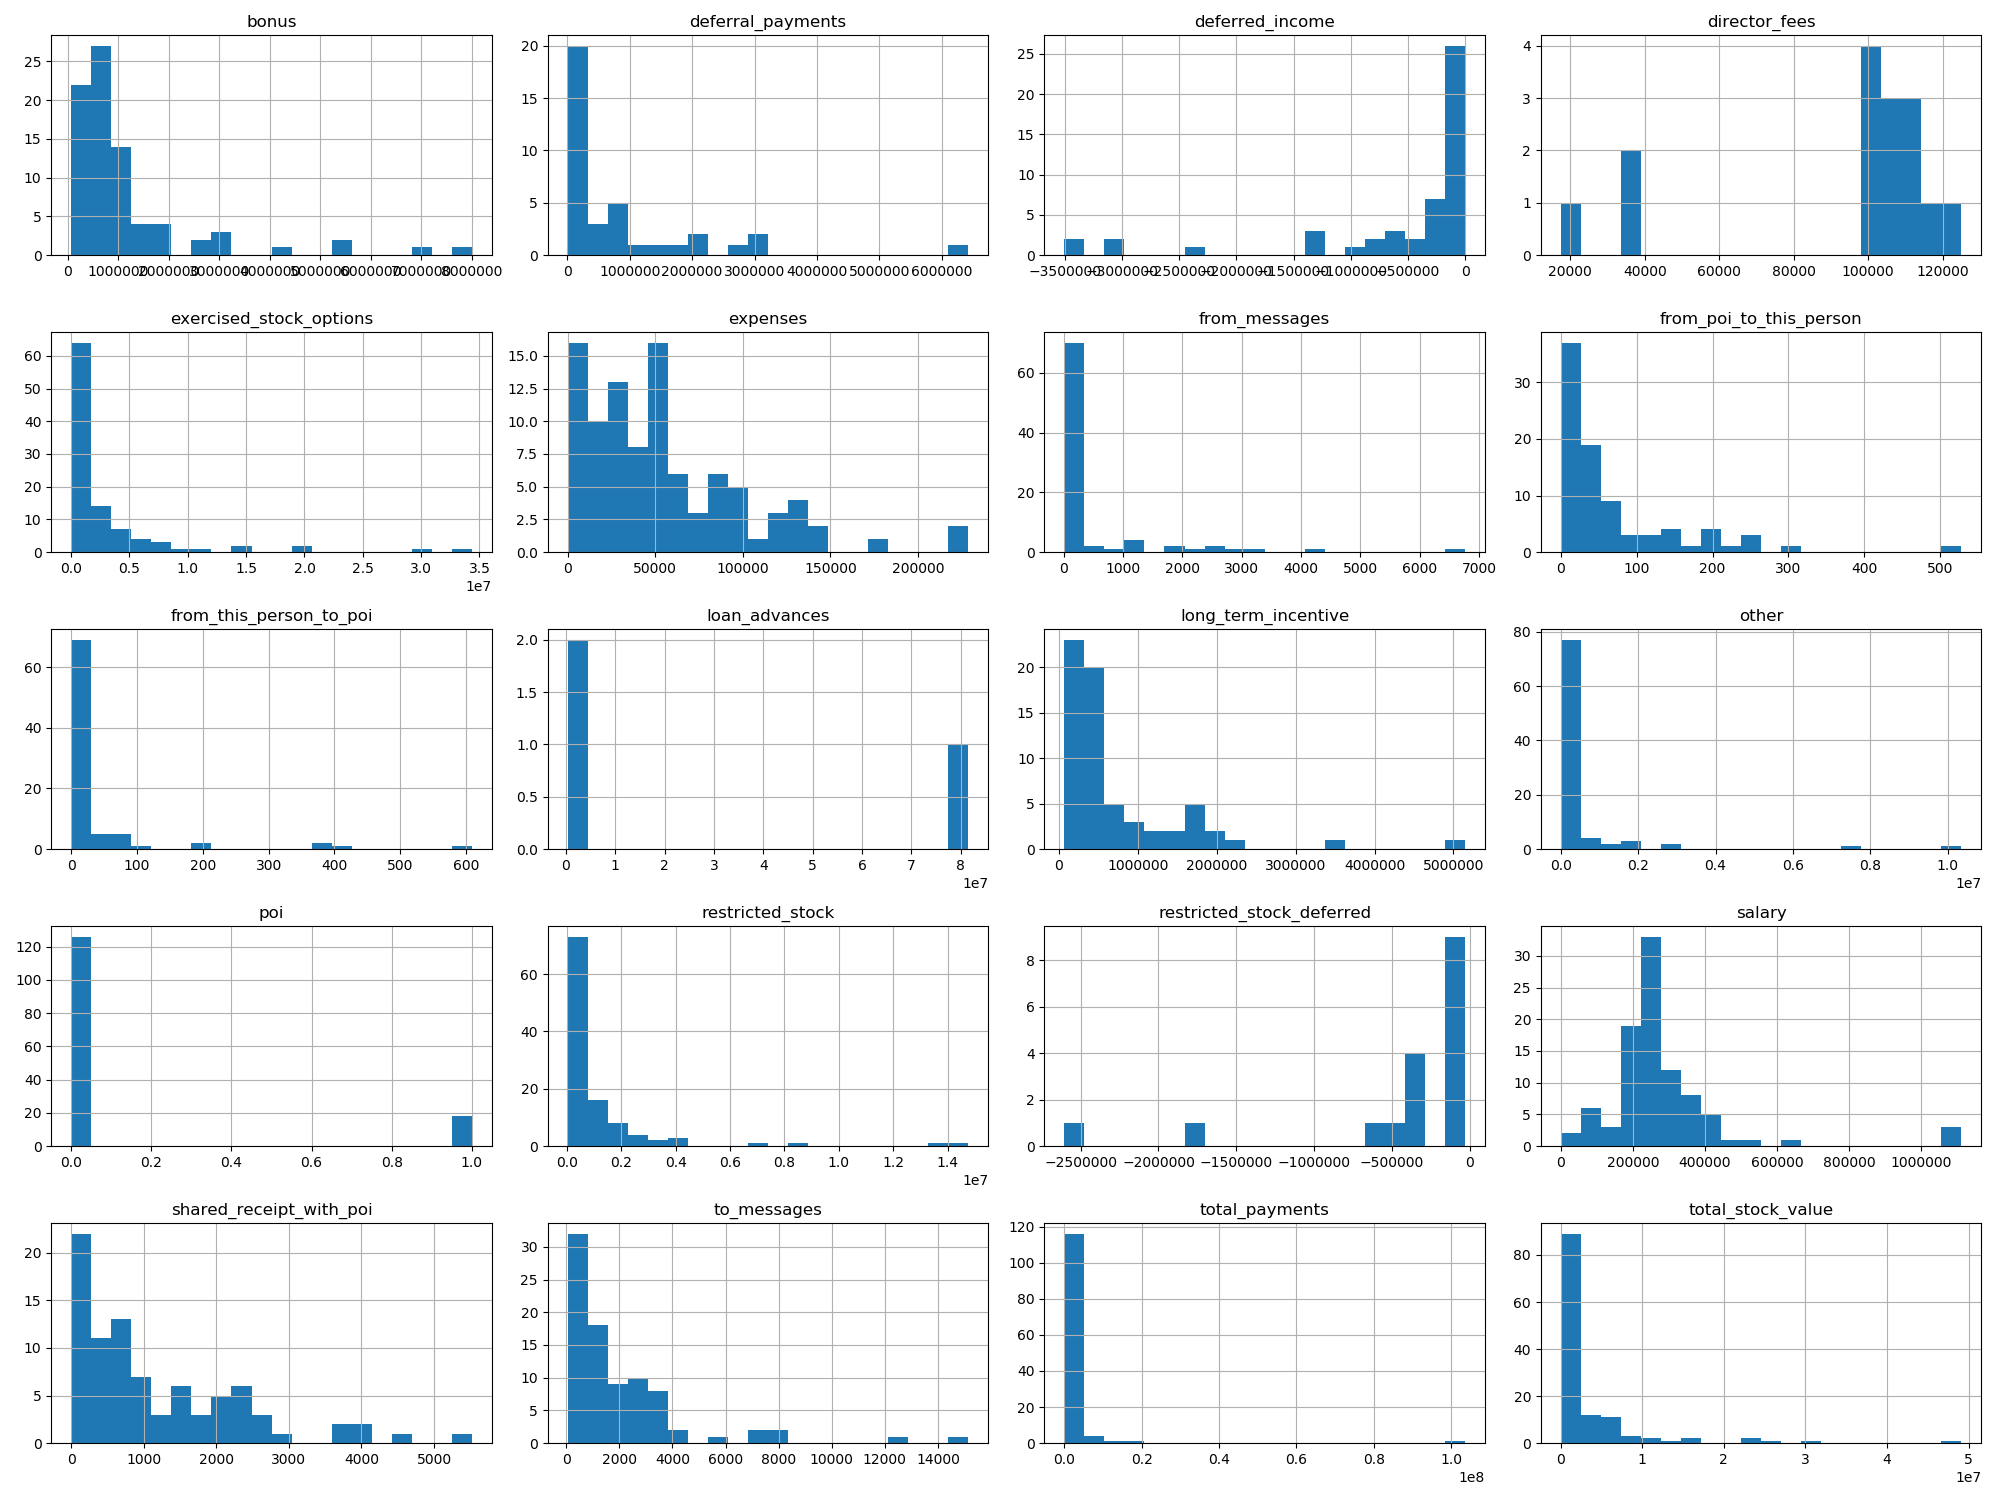 bonus
25
20
15
10
5
0
0 1000000 2000000 3000000 4000000 5000000 6000000 7000000 8000000
deferral_payments
20
15
10
5
0
0 1000000 2000000 3000000 4000000 5000000 6000000
deferred_income
25
20
15
10
5
0
−3500000 −3000000 −2500000 −2000000 −1500000 −1000000 −500000 0
director_fees
4
3
2
1
0
20000 40000 60000 80000 100000 120000
exercised_stock_options
60
50
40
30
20
10
0
0.0 0.5 1.0 1.5 2.0 2.5 3.0 3.5
1e7
expenses
15.0
12.5
10.0
7.5
5.0
2.5
0.0
0 50000 100000 150000 200000
from_messages
60
40
20
0
0 1000 2000 3000 4000 5000 6000 7000
from_poi_to_this_person
30
20
10
0
0 100 200 300 400 500
from_this_person_to_poi
60
40
20
0
0 100 200 300 400 500 600
loan_advances
2.0
1.5
1.0
0.5
0.0
0 1 2 3 4 5 6 7 8
1e7
long_term_incentive
20
15
10
5
0
0 1000000 2000000 3000000 4000000 5000000
other
80
60
40
20
0
0.0 0.2 0.4 0.6 0.8 1.0
1e7
poi
120
100
80
60
40
20
0
0.0 0.2 0.4 0.6 0.8 1.0
restricted_stock
60
40
20
0
0.0 0.2 0.4 0.6 0.8 1.0 1.2 1.4
1e7
restricted_stock_deferred
8
6
4
2
0
−2500000 −2000000 −1500000 −1000000 −500000 0
salary
30
25
20
15
10
5
0
0 200000 400000 600000 800000 1000000
shared_receipt_with_poi
20
15
10
5
0
0 1000 2000 3000 4000 5000
to_messages
30
25
20
15
10
5
0
0 2000 4000 6000 8000 10000 12000 14000
total_payments
120
100
80
60
40
20
0
0.0 0.2 0.4 0.6 0.8 1.0
1e8
total_stock_value
80
60
40
20
0
0 1 2 3 4 5
1e7